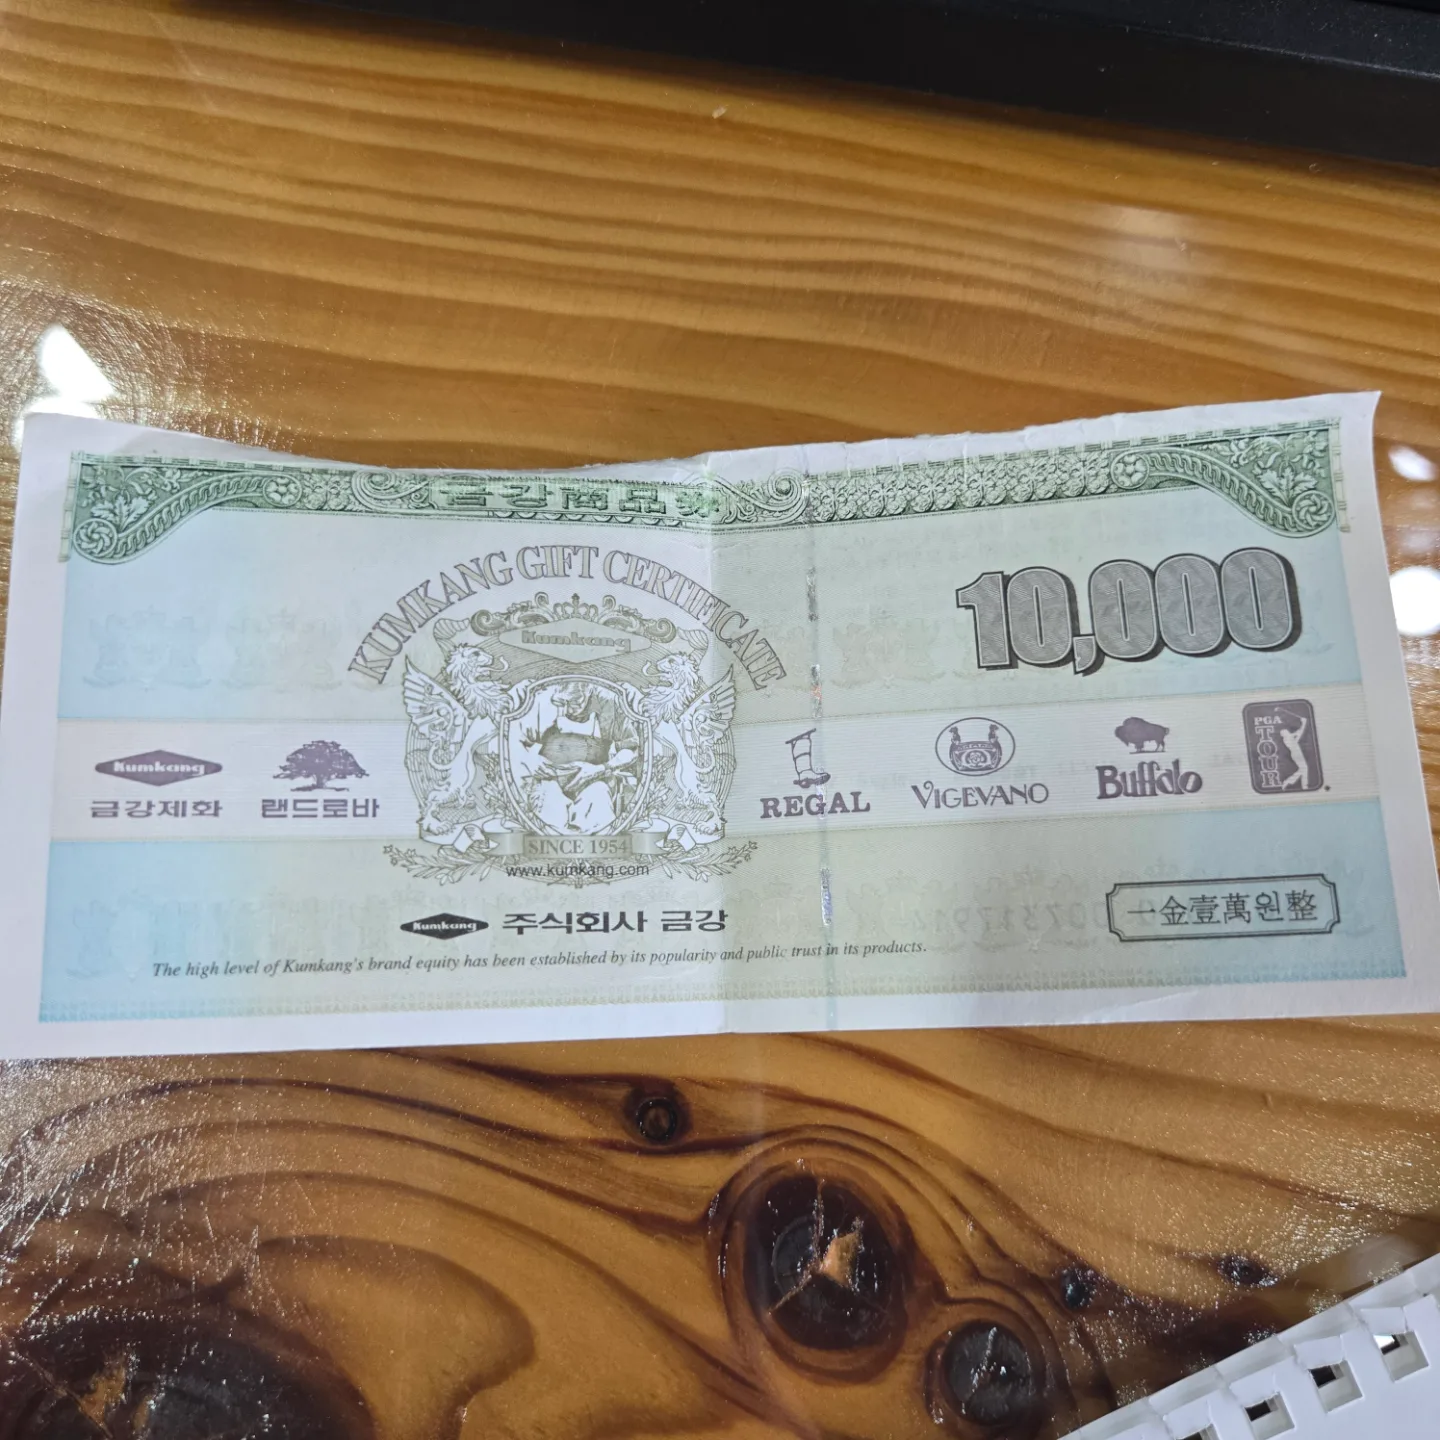 금강商品券
KUMKANG GIFT CERTIFICATE
Kumkang
10,000
Kumkang
금강제화
랜드로바
REGAL
VIGEVANO
Buffalo
PGA
TOUR
SINCE 1954
www.kumkang.com
Kumkang 주식회사 금강
一金壹萬원整
The high level of Kumkang's brand equity has been established by its popularity and public trust in its products.